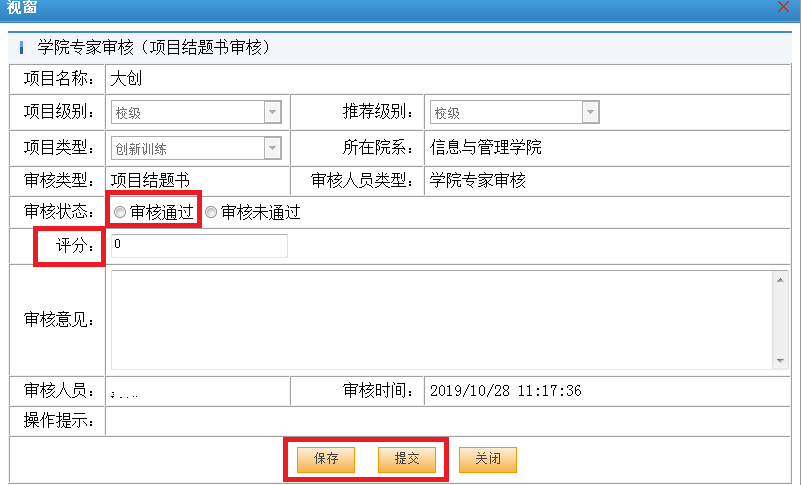 视窗
学院专家审核（项目结题书审核）
项目名称： 大创
项目级别： 校级 推荐级别： 校级
项目类型： 创新训练 所在院系： 信息与管理学院
审核类型： 项目结题书 审核人员类型： 学院专家审核
审核状态： 审核通过 审核未通过
评分： 0
审核意见：
审核人员： 审核时间： 2019/10/28 11:17:36
操作提示：
保存 提交 关闭